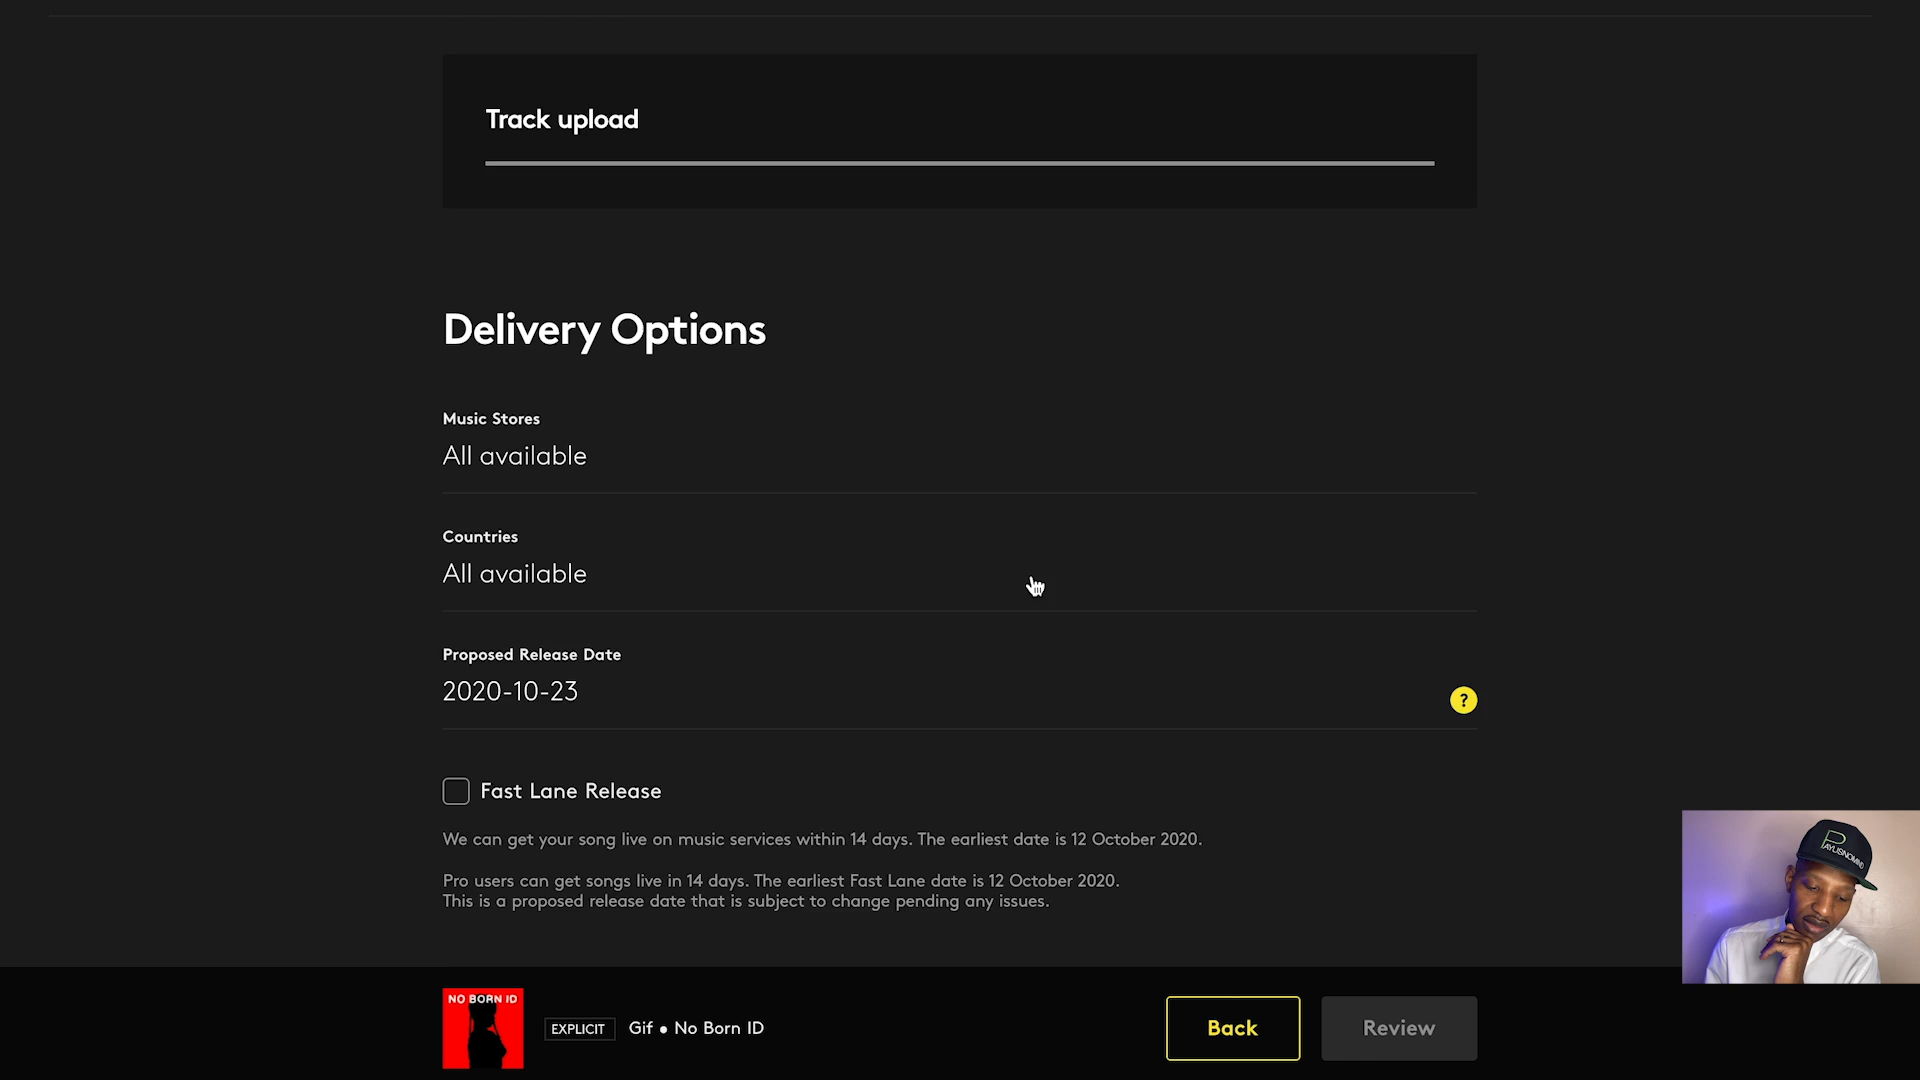 Track upload
Delivery Options
Music Stores
All available
Countries
All available
Proposed Release Date
2020-10-23
?
Fast Lane Release
We can get your song live on music services within 14 days. The earliest date is 12 October 2020.
Pro users can get songs live in 14 days. The earliest Fast Lane date is 12 October 2020.
This is a proposed release date that is subject to change pending any issues.
NO BORN ID
EXPLICIT
Gif • No Born ID
Back
Review